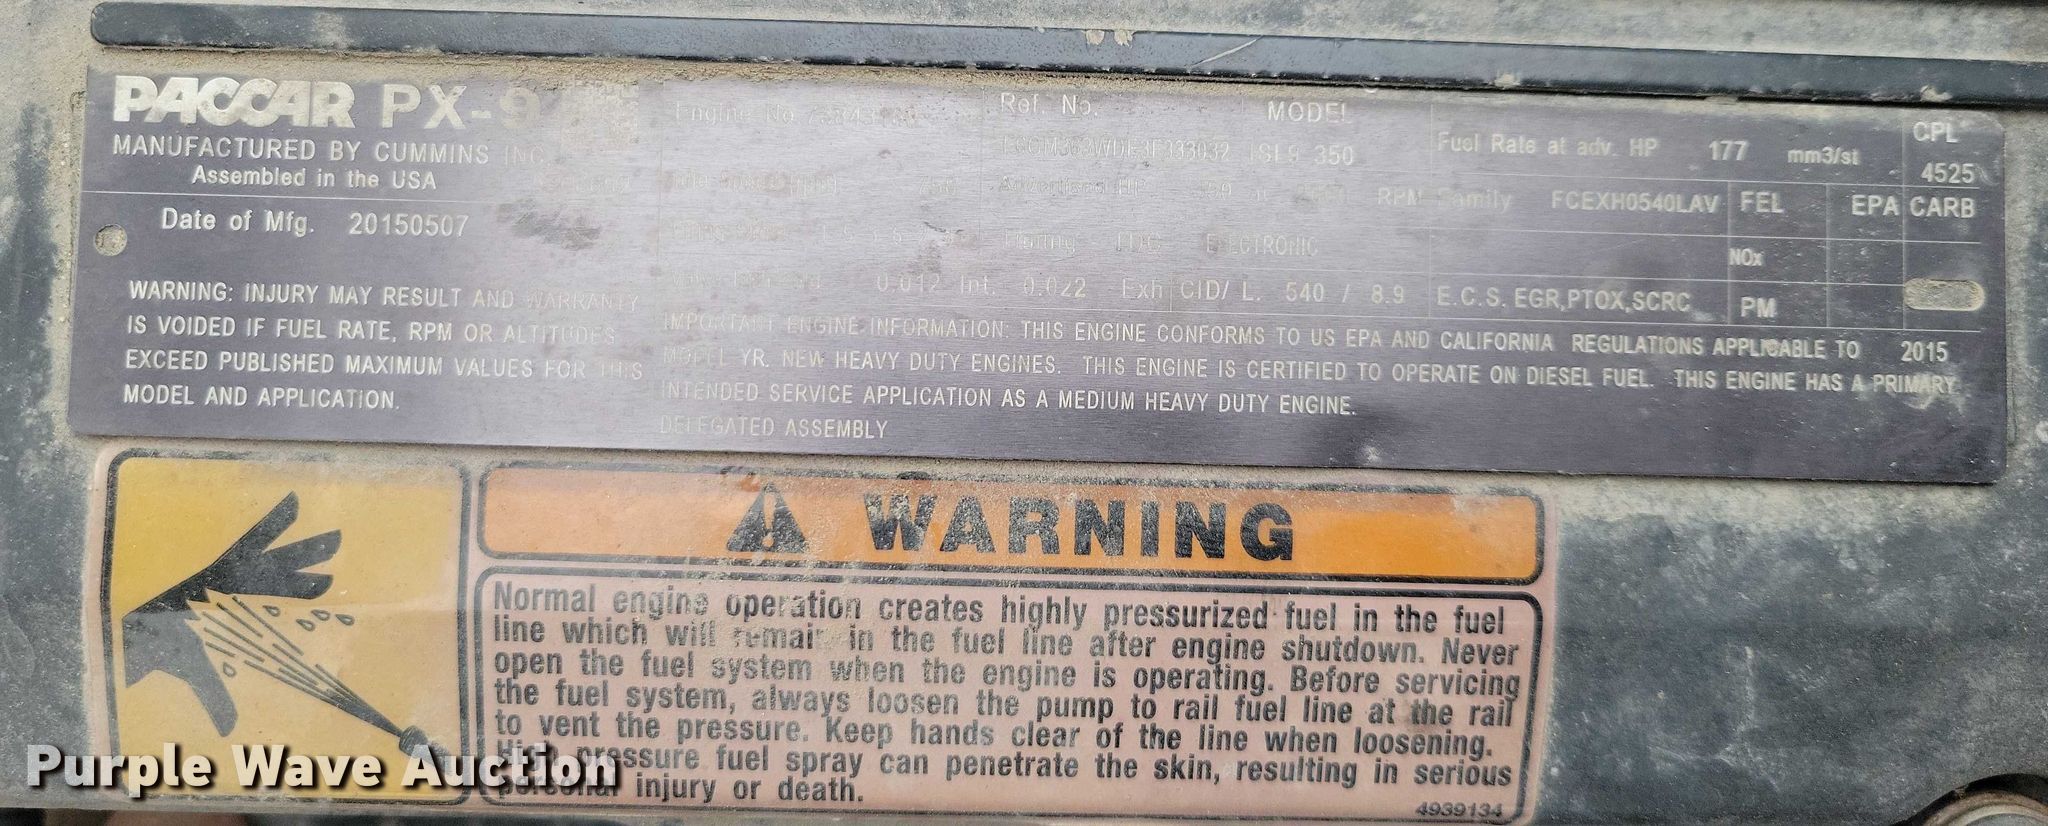 PACCAR PX-9
MANUFACTURED BY CUMMINS INC.
Assembled in the USA
Date of Mfg. 20150507
WARNING: INJURY MAY RESULT AND WARRANTY
IS VOIDED IF FUEL RATE, RPM OR ALTITUDES
EXCEED PUBLISHED MAXIMUM VALUES FOR THIS
MODEL AND APPLICATION.
Engine No.
Ref. No. MODEL
ISL9 350
Fuel Rate at adv. HP 177 mm3/st
CPL
4525
Advertised HP RPM Family FCEXH0540LAV FEL EPA CARB
Timing - TDC ELECTRONIC NOx
0.012 Int. 0.022 Exh CID/ L. 540 / 8.9 E.C.S. EGR,PTOX,SCRC PM
IMPORTANT ENGINE INFORMATION: THIS ENGINE CONFORMS TO US EPA AND CALIFORNIA REGULATIONS APPLICABLE TO 2015
MODEL YR. NEW HEAVY DUTY ENGINES. THIS ENGINE IS CERTIFIED TO OPERATE ON DIESEL FUEL. THIS ENGINE HAS A PRIMARY
INTENDED SERVICE APPLICATION AS A MEDIUM HEAVY DUTY ENGINE.
DELEGATED ASSEMBLY
WARNING
Normal engine operation creates highly pressurized fuel in the fuel
line which will remain in the fuel line after engine shutdown. Never
open the fuel system when the engine is operating. Before servicing
the fuel system, always loosen the pump to rail fuel line at the rail
to vent the pressure. Keep hands clear of the line when loosening.
High pressure fuel spray can penetrate the skin, resulting in serious
personal injury or death.
4939134
Purple Wave Auction